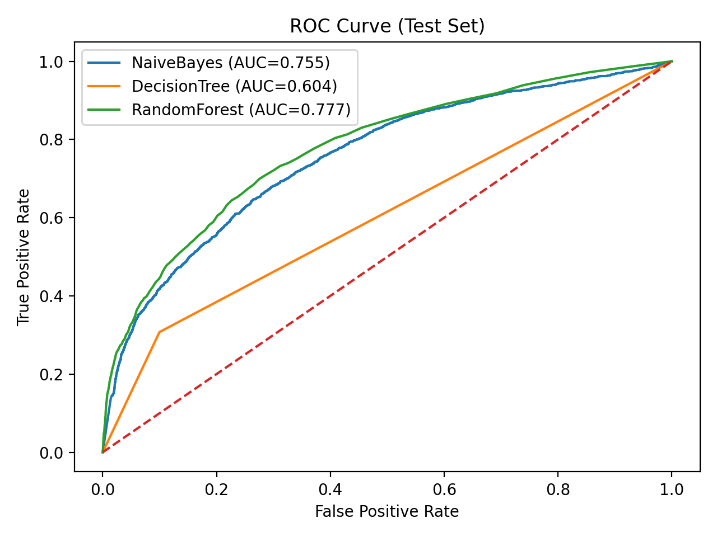 ROC Curve (Test Set)
NaiveBayes (AUC=0.755)
DecisionTree (AUC=0.604)
RandomForest (AUC=0.777)
True Positive Rate
1.0
0.8
0.6
0.4
0.2
0.0
0.0 0.2 0.4 0.6 0.8 1.0
False Positive Rate